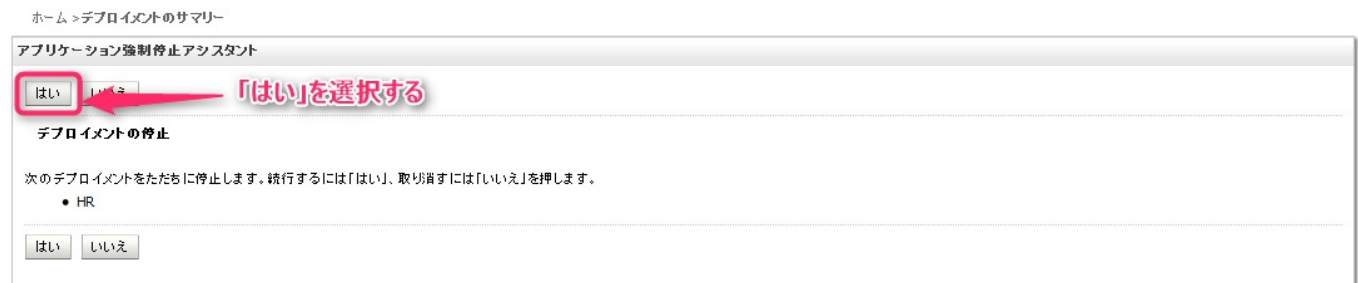 ホーム >デプロイメントのサマリー
アプリケーション強制停止アシスタント
はい いいえ 「はい」を選択する
デプロイメントの停止
次のデプロイメントをただちに停止します。続行するには「はい」、取り消すには「いいえ」を押します。
• HR
はい いいえ